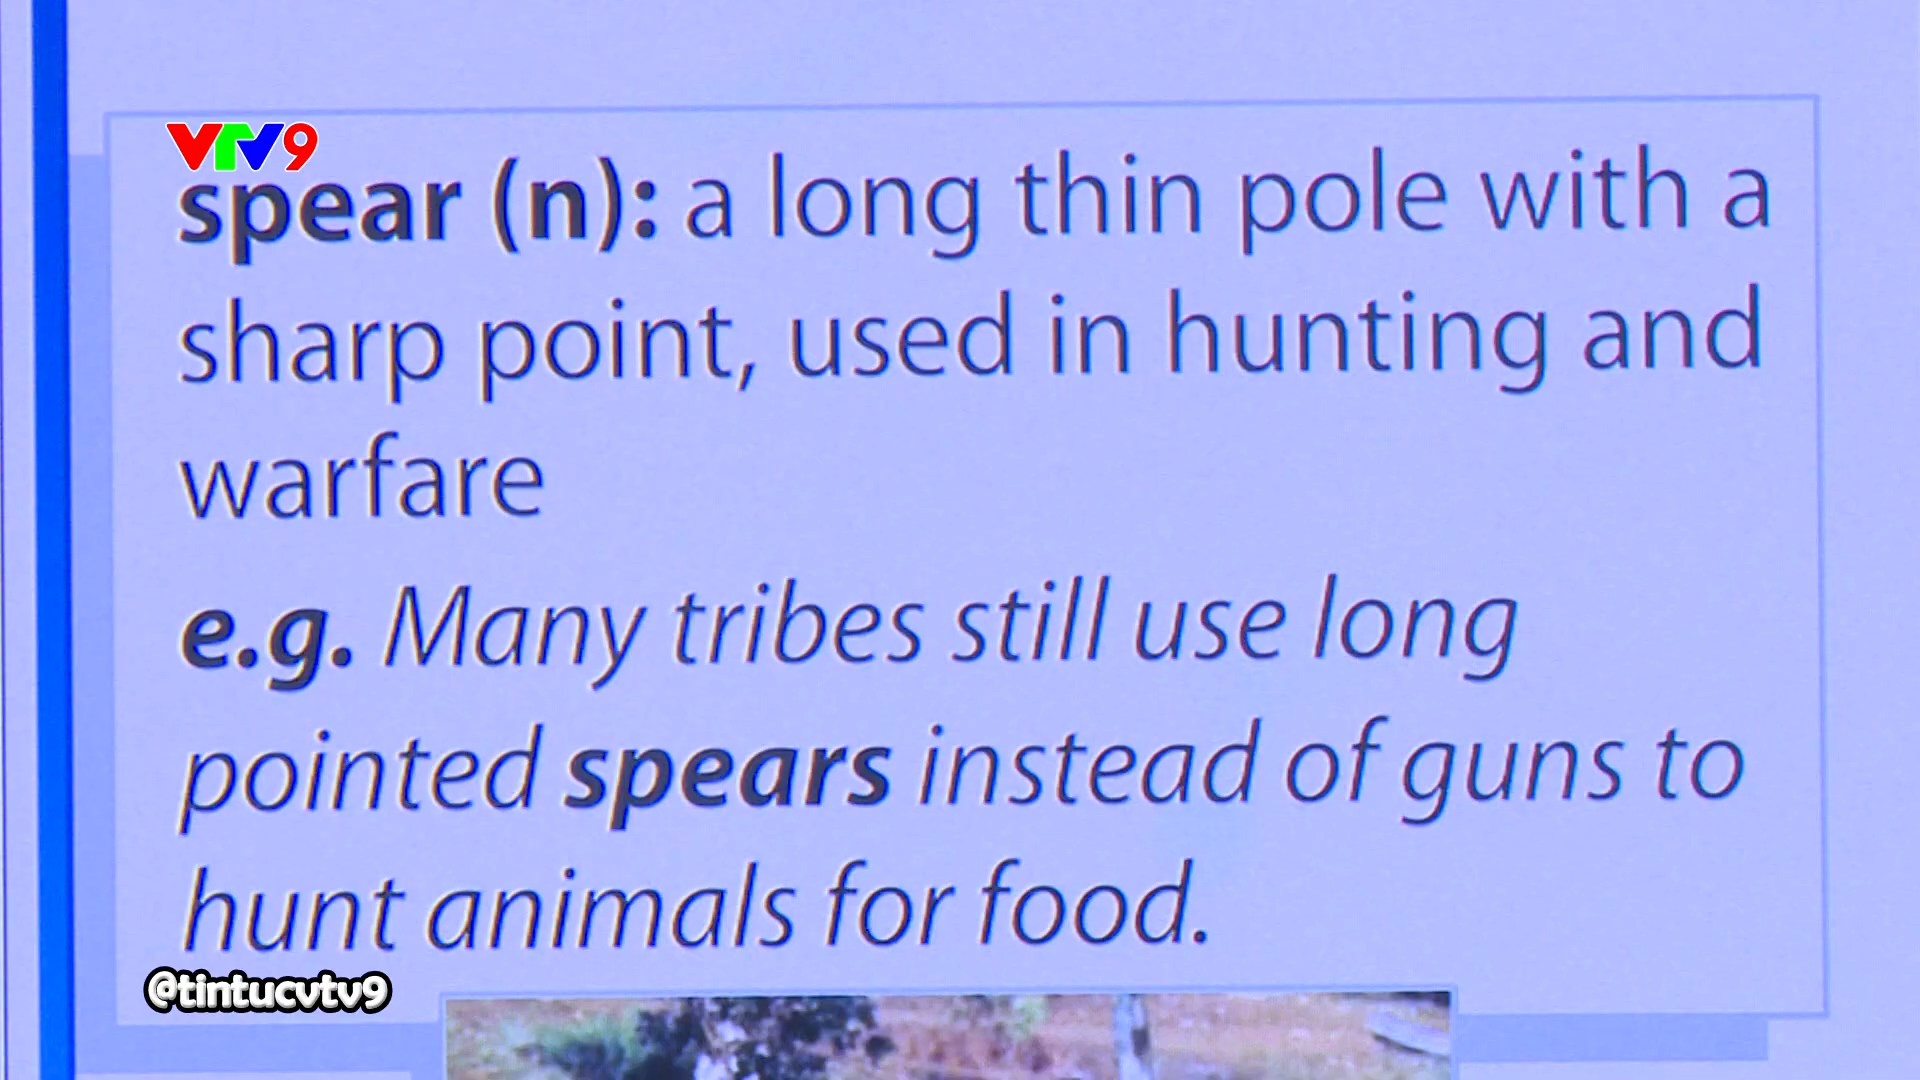 VTV9
spear (n): a long thin pole with a
sharp point, used in hunting and
warfare
e.g. Many tribes still use long
pointed spears instead of guns to
hunt animals for food.
@tintucvtv9